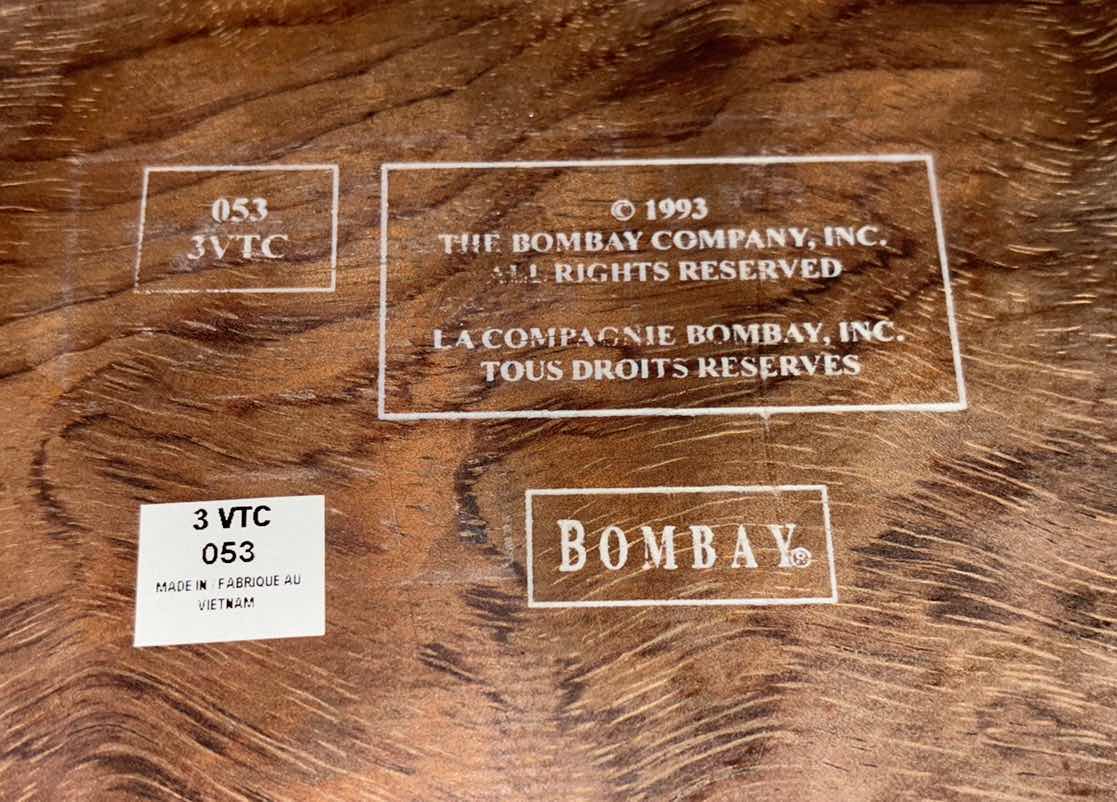 053
3VTC
© 1993
THE BOMBAY COMPANY, INC.
ALL RIGHTS RESERVED
LA COMPAGNIE BOMBAY, INC.
TOUS DROITS RESERVES
3 VTC
053
MADE IN / FABRIQUE AU
VIETNAM
BOMBAY®